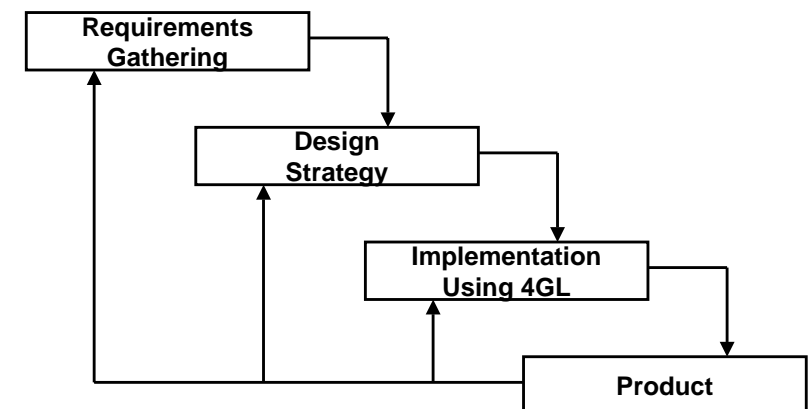 Requirements
Gathering
Design
Strategy
Implementation
Using 4GL
Product